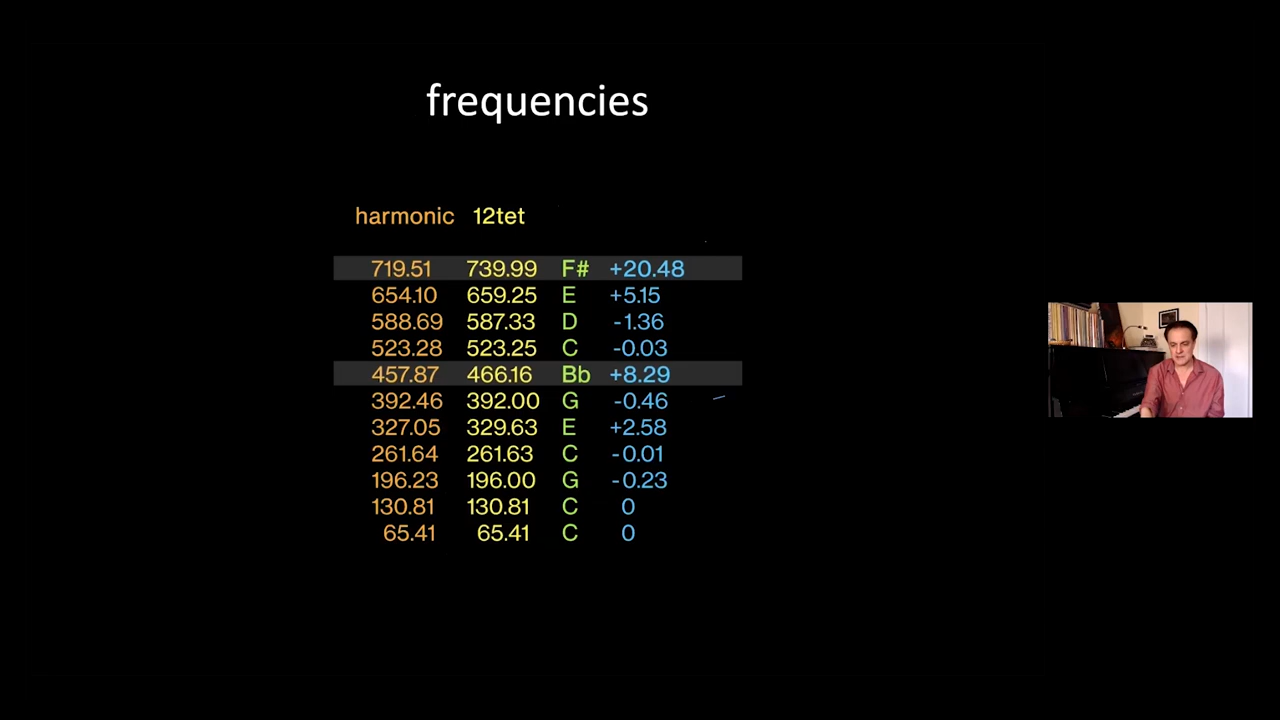 frequencies
harmonic 12tet
719.51 739.99 F# +20.48
654.10 659.25 E +5.15
588.69 587.33 D -1.36
523.28 523.25 C -0.03
457.87 466.16 Bb +8.29
392.46 392.00 G -0.46
327.05 329.63 E +2.58
261.64 261.63 C -0.01
196.23 196.00 G -0.23
130.81 130.81 C 0
65.41 65.41 C 0